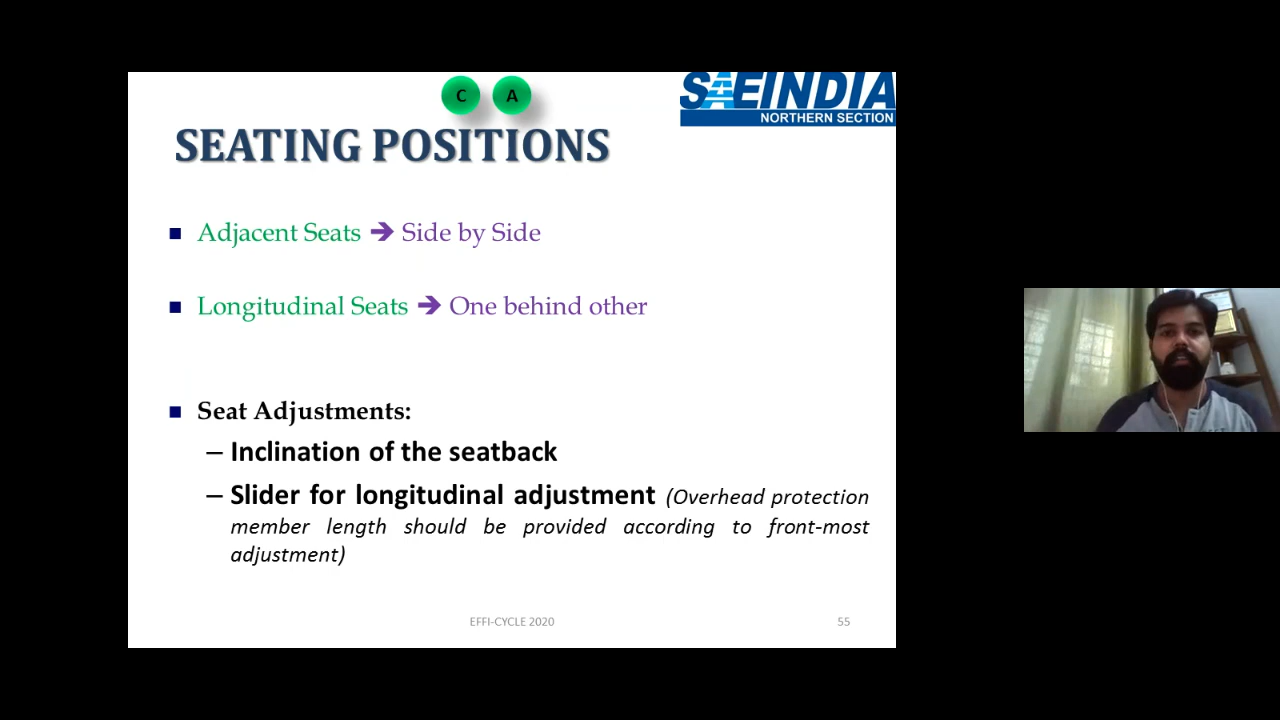 C A
SAEINDIA
NORTHERN SECTION
SEATING POSITIONS
■ Adjacent Seats ➔ Side by Side
■ Longitudinal Seats ➔ One behind other
■ Seat Adjustments:
– Inclination of the seatback
– Slider for longitudinal adjustment (Overhead protection
member length should be provided according to front-most
adjustment)
EFFI-CYCLE 2020 55